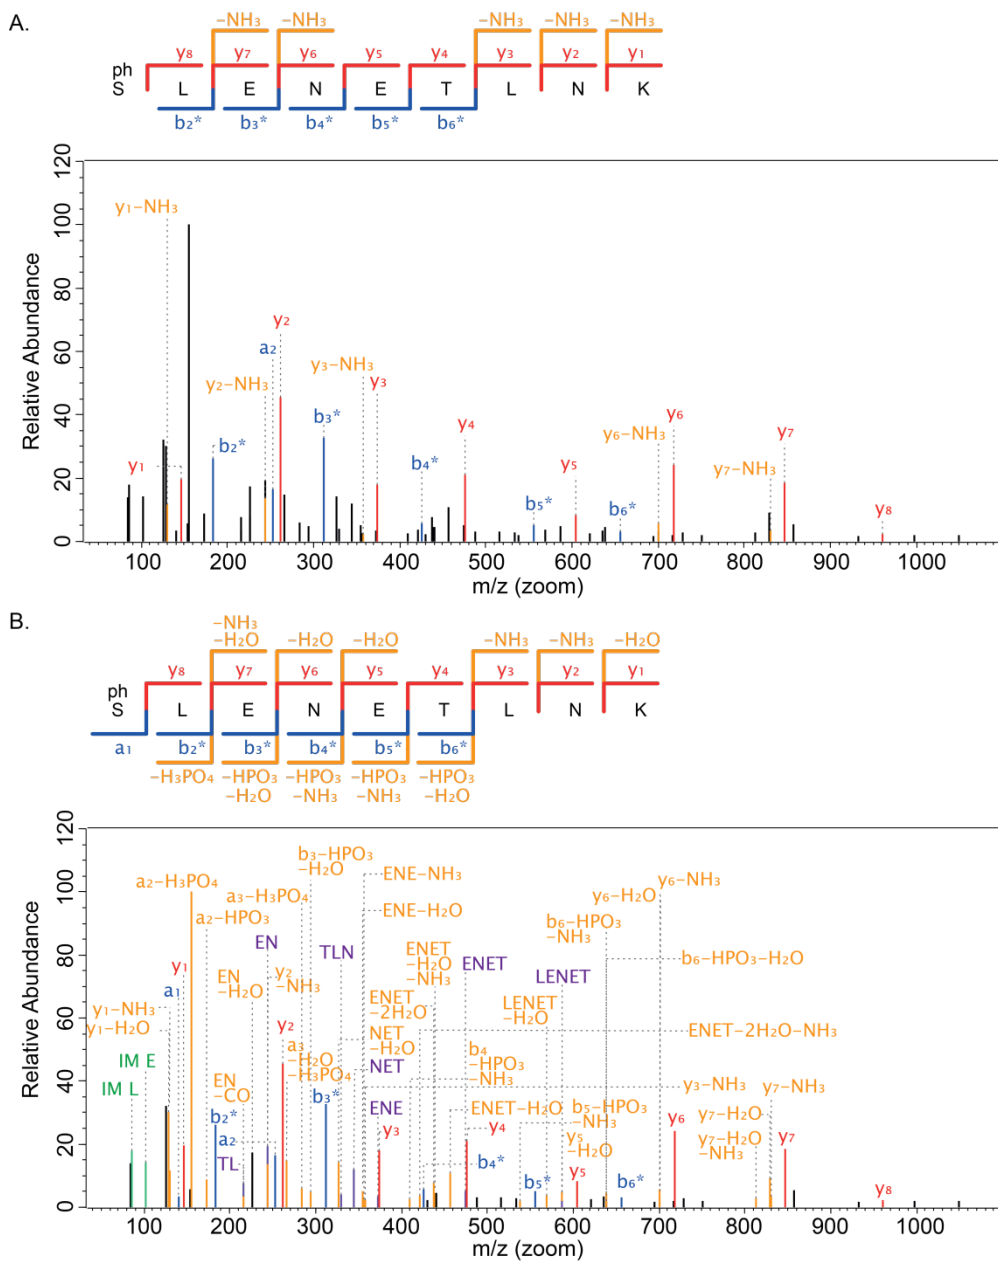 A.
–NH₃ –NH₃ –NH₃ –NH₃ –NH₃
y₈ y₇ y₆ y₅ y₄ y₃ y₂ y₁
ph
S L E N E T L N K
b₂* b₃* b₄* b₅* b₆*
120
100
80
60
40
20
0
Relative Abundance
y₁–NH₃
y₁
b₂*
y₂–NH₃
a₂
y₂
b₃*
y₃–NH₃
y₃
b₄*
y₄
b₅*
y₅
b₆*
y₆–NH₃
y₆
y₇–NH₃
y₇
y₈
100 200 300 400 500 600 700 800 900 1000
m/z (zoom)
B.
–NH₃
–H₂O –H₂O –H₂O –NH₃ –NH₃ –H₂O
y₈ y₇ y₆ y₅ y₄ y₃ y₂ y₁
ph
S L E N E T L N K
a₁ b₂* b₃* b₄* b₅* b₆*
–H₃PO₄ –HPO₃ –HPO₃ –HPO₃ –HPO₃
–H₂O –NH₃ –NH₃ –H₂O
120
100
80
60
40
20
0
Relative Abundance
b₃–HPO₃
–H₂O
ENE–NH₃
a₂–H₃PO₄
a₃–H₃PO₄
y₆–NH₃
y₆–H₂O
a₂–HPO₃
ENE–H₂O
b₆–HPO₃
–NH₃
EN
TLN
ENET
–H₂O
–NH₃
b₆–HPO₃–H₂O
y₁
ENET
LENET
a₁
EN
–H₂O
y₂
–NH₃
ENET
–2H₂O
LENET
–H₂O
y₁–NH₃
y₁–H₂O
y₂
NET
–H₂O
ENET–2H₂O–NH₃
a₃
–H₂O
–H₃PO₄
b₄
–HPO₃
–NH₃
IM E
IM L
NET
y₃–NH₃
y₇–NH₃
EN
–CO
b₃*
ENE
ENET–H₂O
b₅–HPO₃
–NH₃
b₂*
y₃
y₄
y₆
y₇–H₂O
a₂
y₅
–H₂O
y₇–H₂O
–NH₃
y₇
TL
b₄*
b₅*
y₅
b₆*
y₈
100 200 300 400 500 600 700 800 900 1000
m/z (zoom)